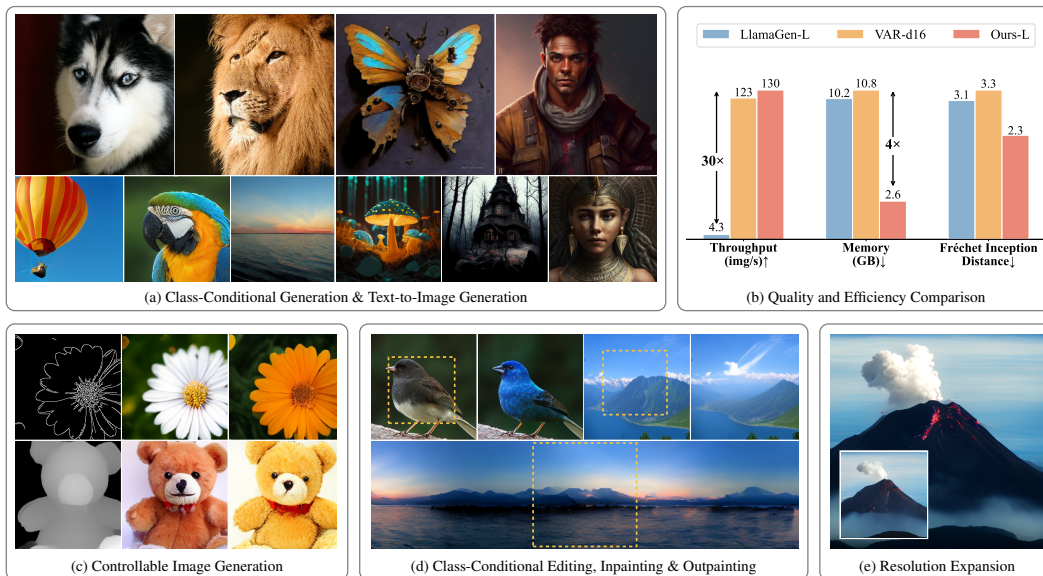 (a) Class-Conditional Generation & Text-to-Image Generation
LlamaGen-L
VAR-d16
Ours-L
4.3
123
130
30×
10.2
10.8
2.6
4×
3.1
3.3
2.3
Throughput
(img/s)↑
Memory
(GB)↓
Fréchet Inception
Distance↓
(b) Quality and Efficiency Comparison
(c) Controllable Image Generation
(d) Class-Conditional Editing, Inpainting & Outpainting
(e) Resolution Expansion